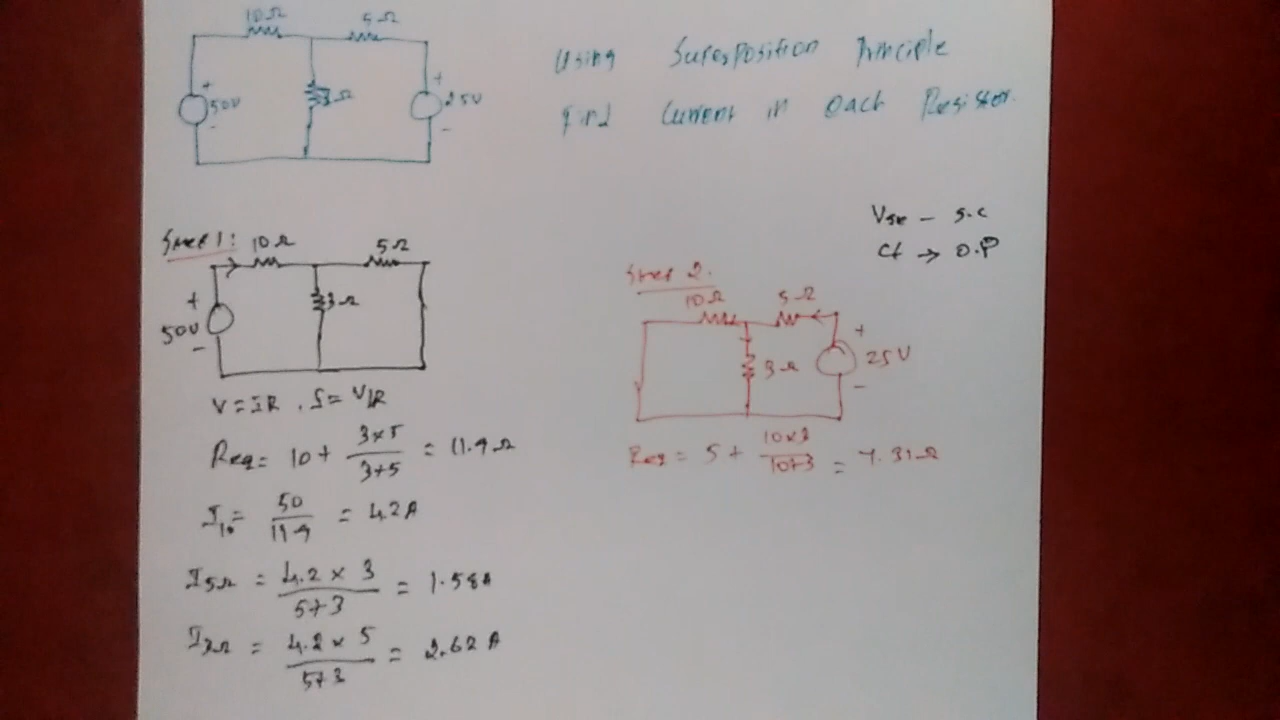 10Ω 5Ω
50V 3Ω 25V
Using Superposition Principle
find Current in each Resistor.
Step 1: 10Ω 5Ω
+
50V 3Ω
-
V = IR , I = V/R
Req = 10 + 3×5 / 3+5 = 11.9Ω
I10 = 50 / 11.9 = 4.2A
I5Ω = 4.2 × 3 / 5+3 = 1.58A
I3Ω = 4.2 × 5 / 5+3 = 2.62A
S.C
Ct → O.P
Step 2.
10Ω 5Ω
+
3Ω 25V
-
Req = 5 + 10×3 / 10+3 = 7.31Ω